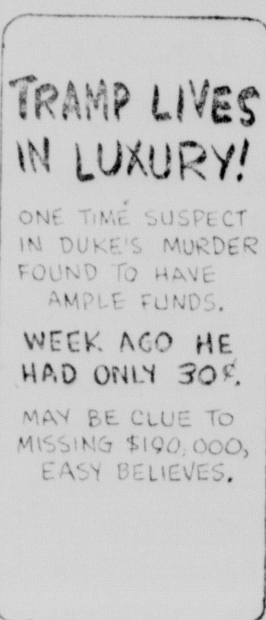 TRAMP LIVES
IN LUXURY!
ONE TIME SUSPECT
IN DUKE'S MURDER
FOUND TO HAVE
AMPLE FUNDS.
WEEK AGO HE
HAD ONLY 30¢.
MAY BE CLUE TO
MISSING $190,000,
EASY BELIEVES.